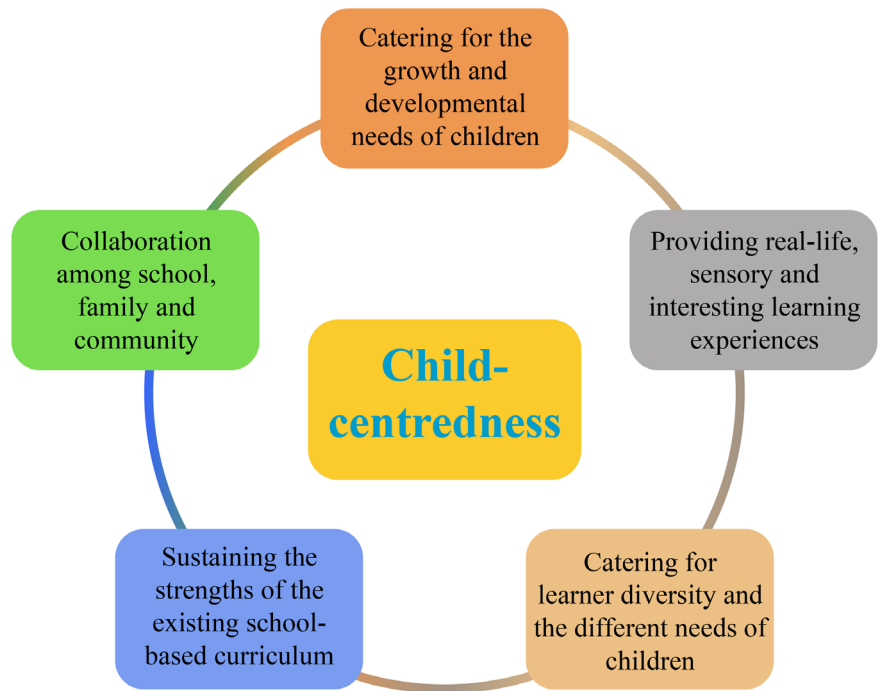 Catering for the
growth and
developmental
needs of children
Collaboration
among school,
family and
community
Providing real-life,
sensory and
interesting learning
experiences
Child-
centredness
Sustaining the
strengths of the
existing school-
based curriculum
Catering for
learner diversity and
the different needs of
children